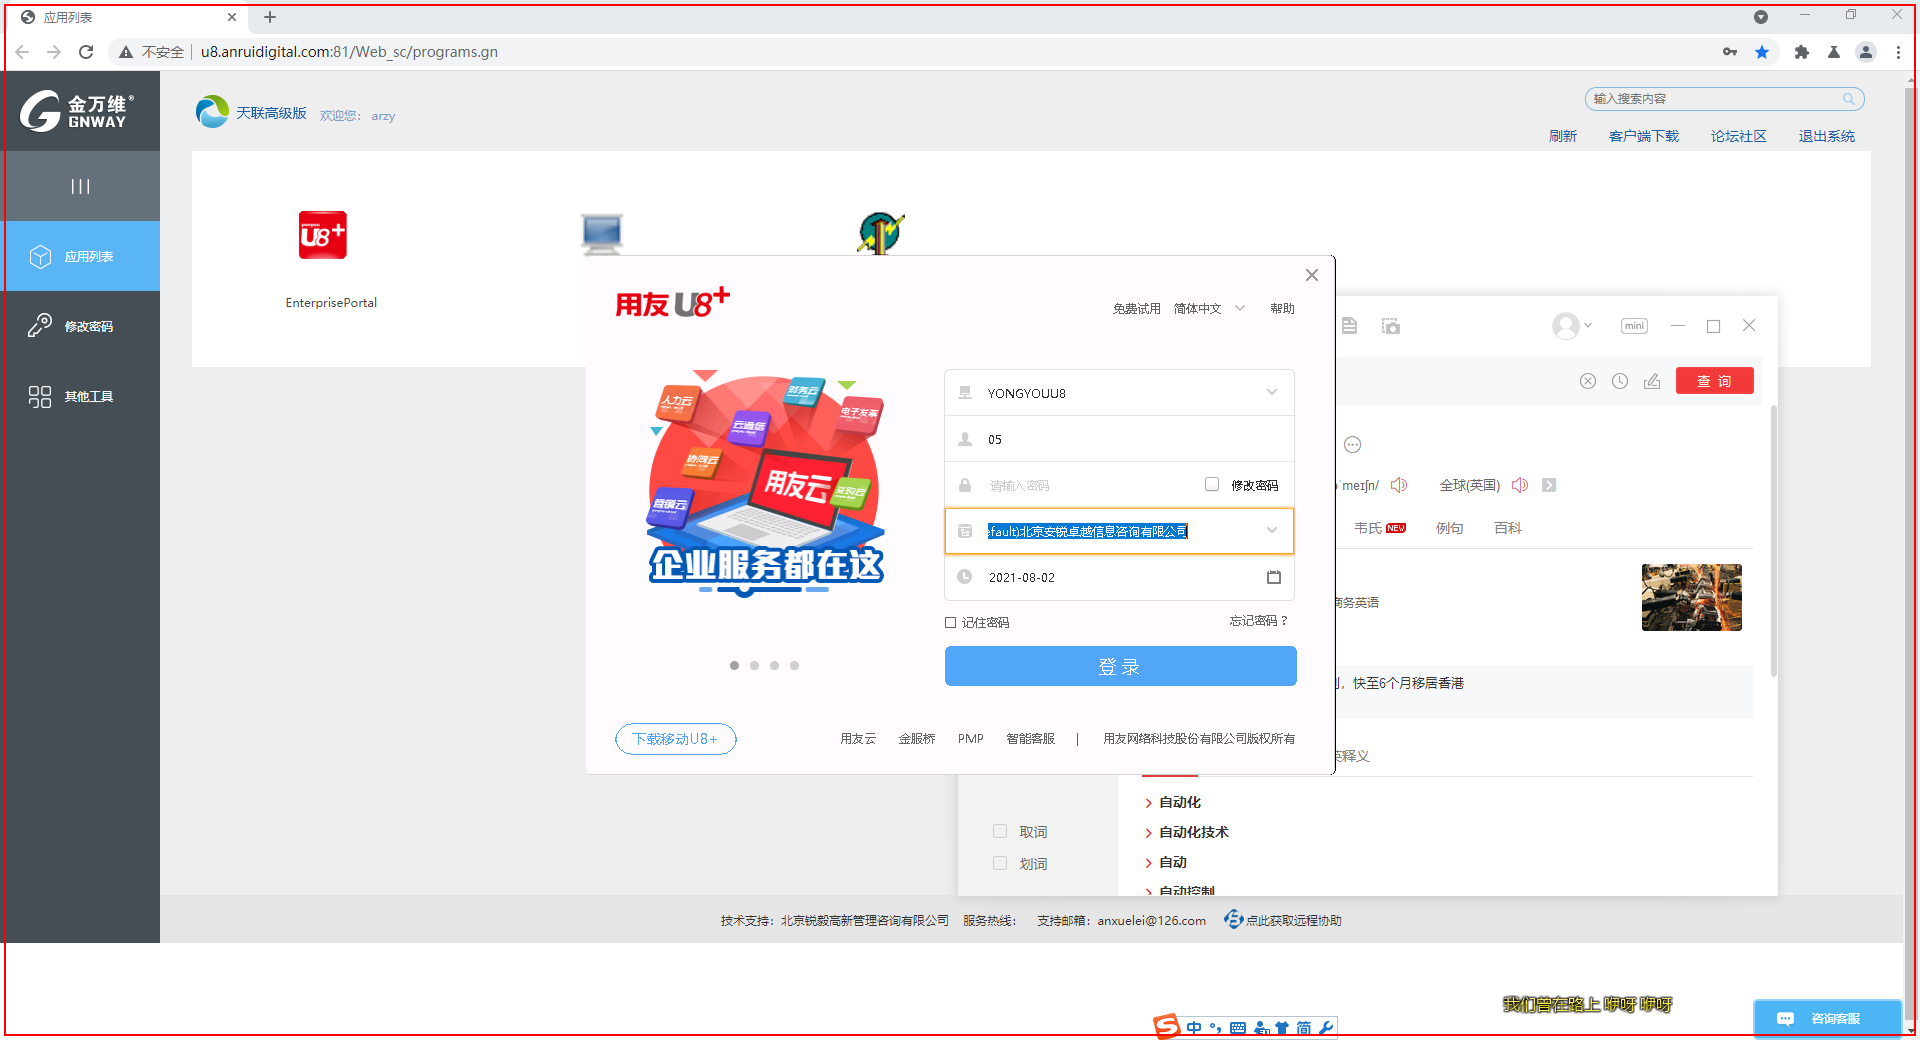 应用列表
不安全
u8.anruidigital.com:81/Web_sc/programs.gn
金万维®
GNWAY
天联高级版 欢迎您: arzy
输入搜索内容
刷新 客户端下载 论坛社区 退出系统
|||
应用列表
修改密码
其他工具
U8+
EnterprisePortal
用友U8+
免费试用 简体中文 帮助
人力云
财务云
电子发票
云通信
协同云
用友云
采购云
营销云
企业服务都在这
YONGYOUU8
05
请输入密码 修改密码
efault)北京安锐卓越信息咨询有限公司
2021-08-02
记住密码 忘记密码?
登录
下载移动U8+
用友云 金服桥 PMP 智能客服 | 用友网络科技股份有限公司版权所有
mini
查 询
ˈmeɪʃn/ 全球(英国)
韦氏 NEW 例句 百科
商务英语
,快至6个月移居香港
英释义
自动化
自动化技术
自动
自动控制
取词
划词
技术支持: 北京锐毅高新管理咨询有限公司 服务热线: 支持邮箱: anxuelei@126.com 点此获取远程协助
我们曾在路上 咿呀 咿呀
中 简
咨询客服